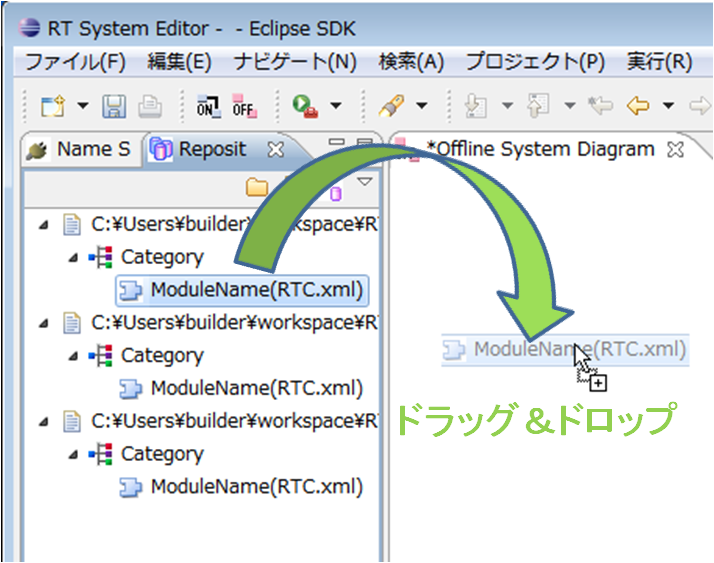 RT System Editor - - Eclipse SDK
ファイル(F) 編集(E) ナビゲート(N) 検索(A) プロジェクト(P) 実行(R)
ON OFF
Name S Reposit *Offline System Diagram
C:¥Users¥builder¥workspace¥RT
Category
ModuleName(RTC.xml)
C:¥Users¥builder¥workspace¥RT
Category
ModuleName(RTC.xml)
C:¥Users¥builder¥workspace¥RT
Category
ModuleName(RTC.xml)
ModuleName(RTC.xml)
ドラッグ&ドロップ